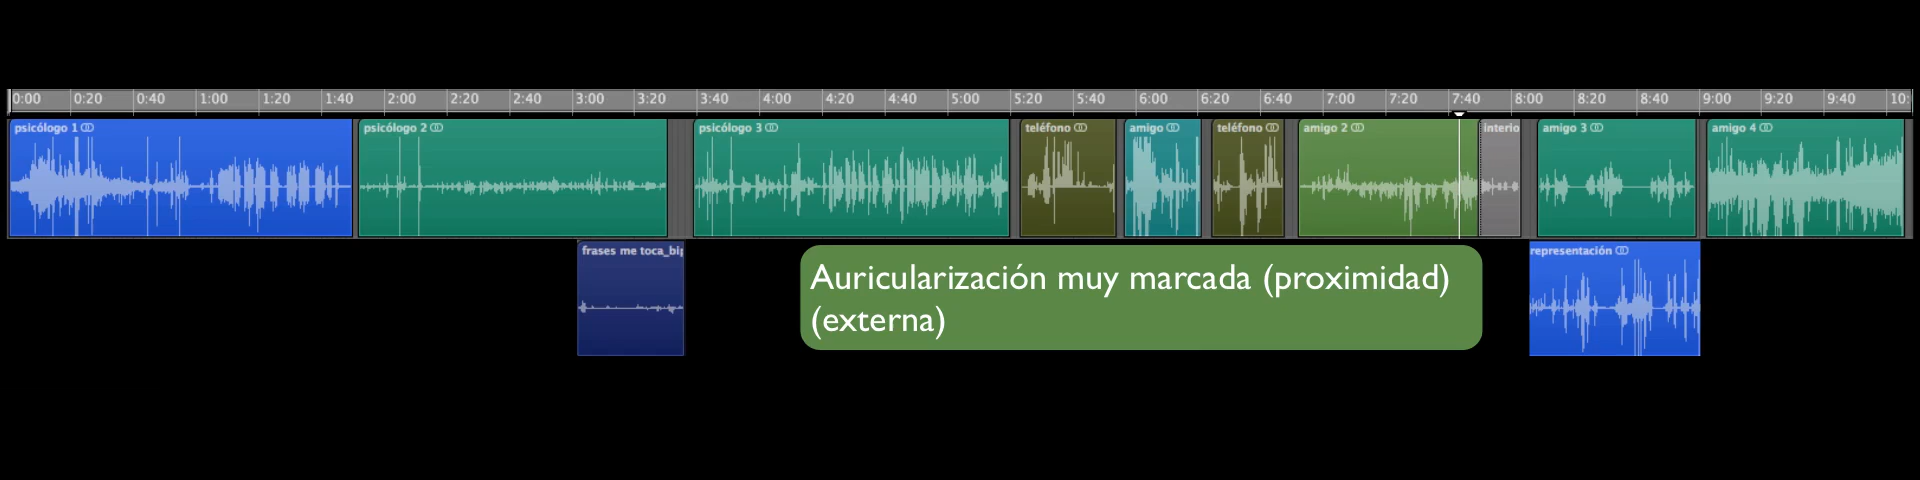 0:00 0:20 0:40 1:00 1:20 1:40 2:00 2:20 2:40 3:00 3:20 3:40 4:00 4:20 4:40 5:00 5:20 5:40 6:00 6:20 6:40 7:00 7:20 7:40 8:00 8:20 8:40 9:00 9:20 9:40 10:
psicólogo 1 psicólogo 2 psicólogo 3 teléfono amigo teléfono amigo 2 interio amigo 3 amigo 4
frases me toca_bip representación
Auricularización muy marcada (proximidad)
(externa)